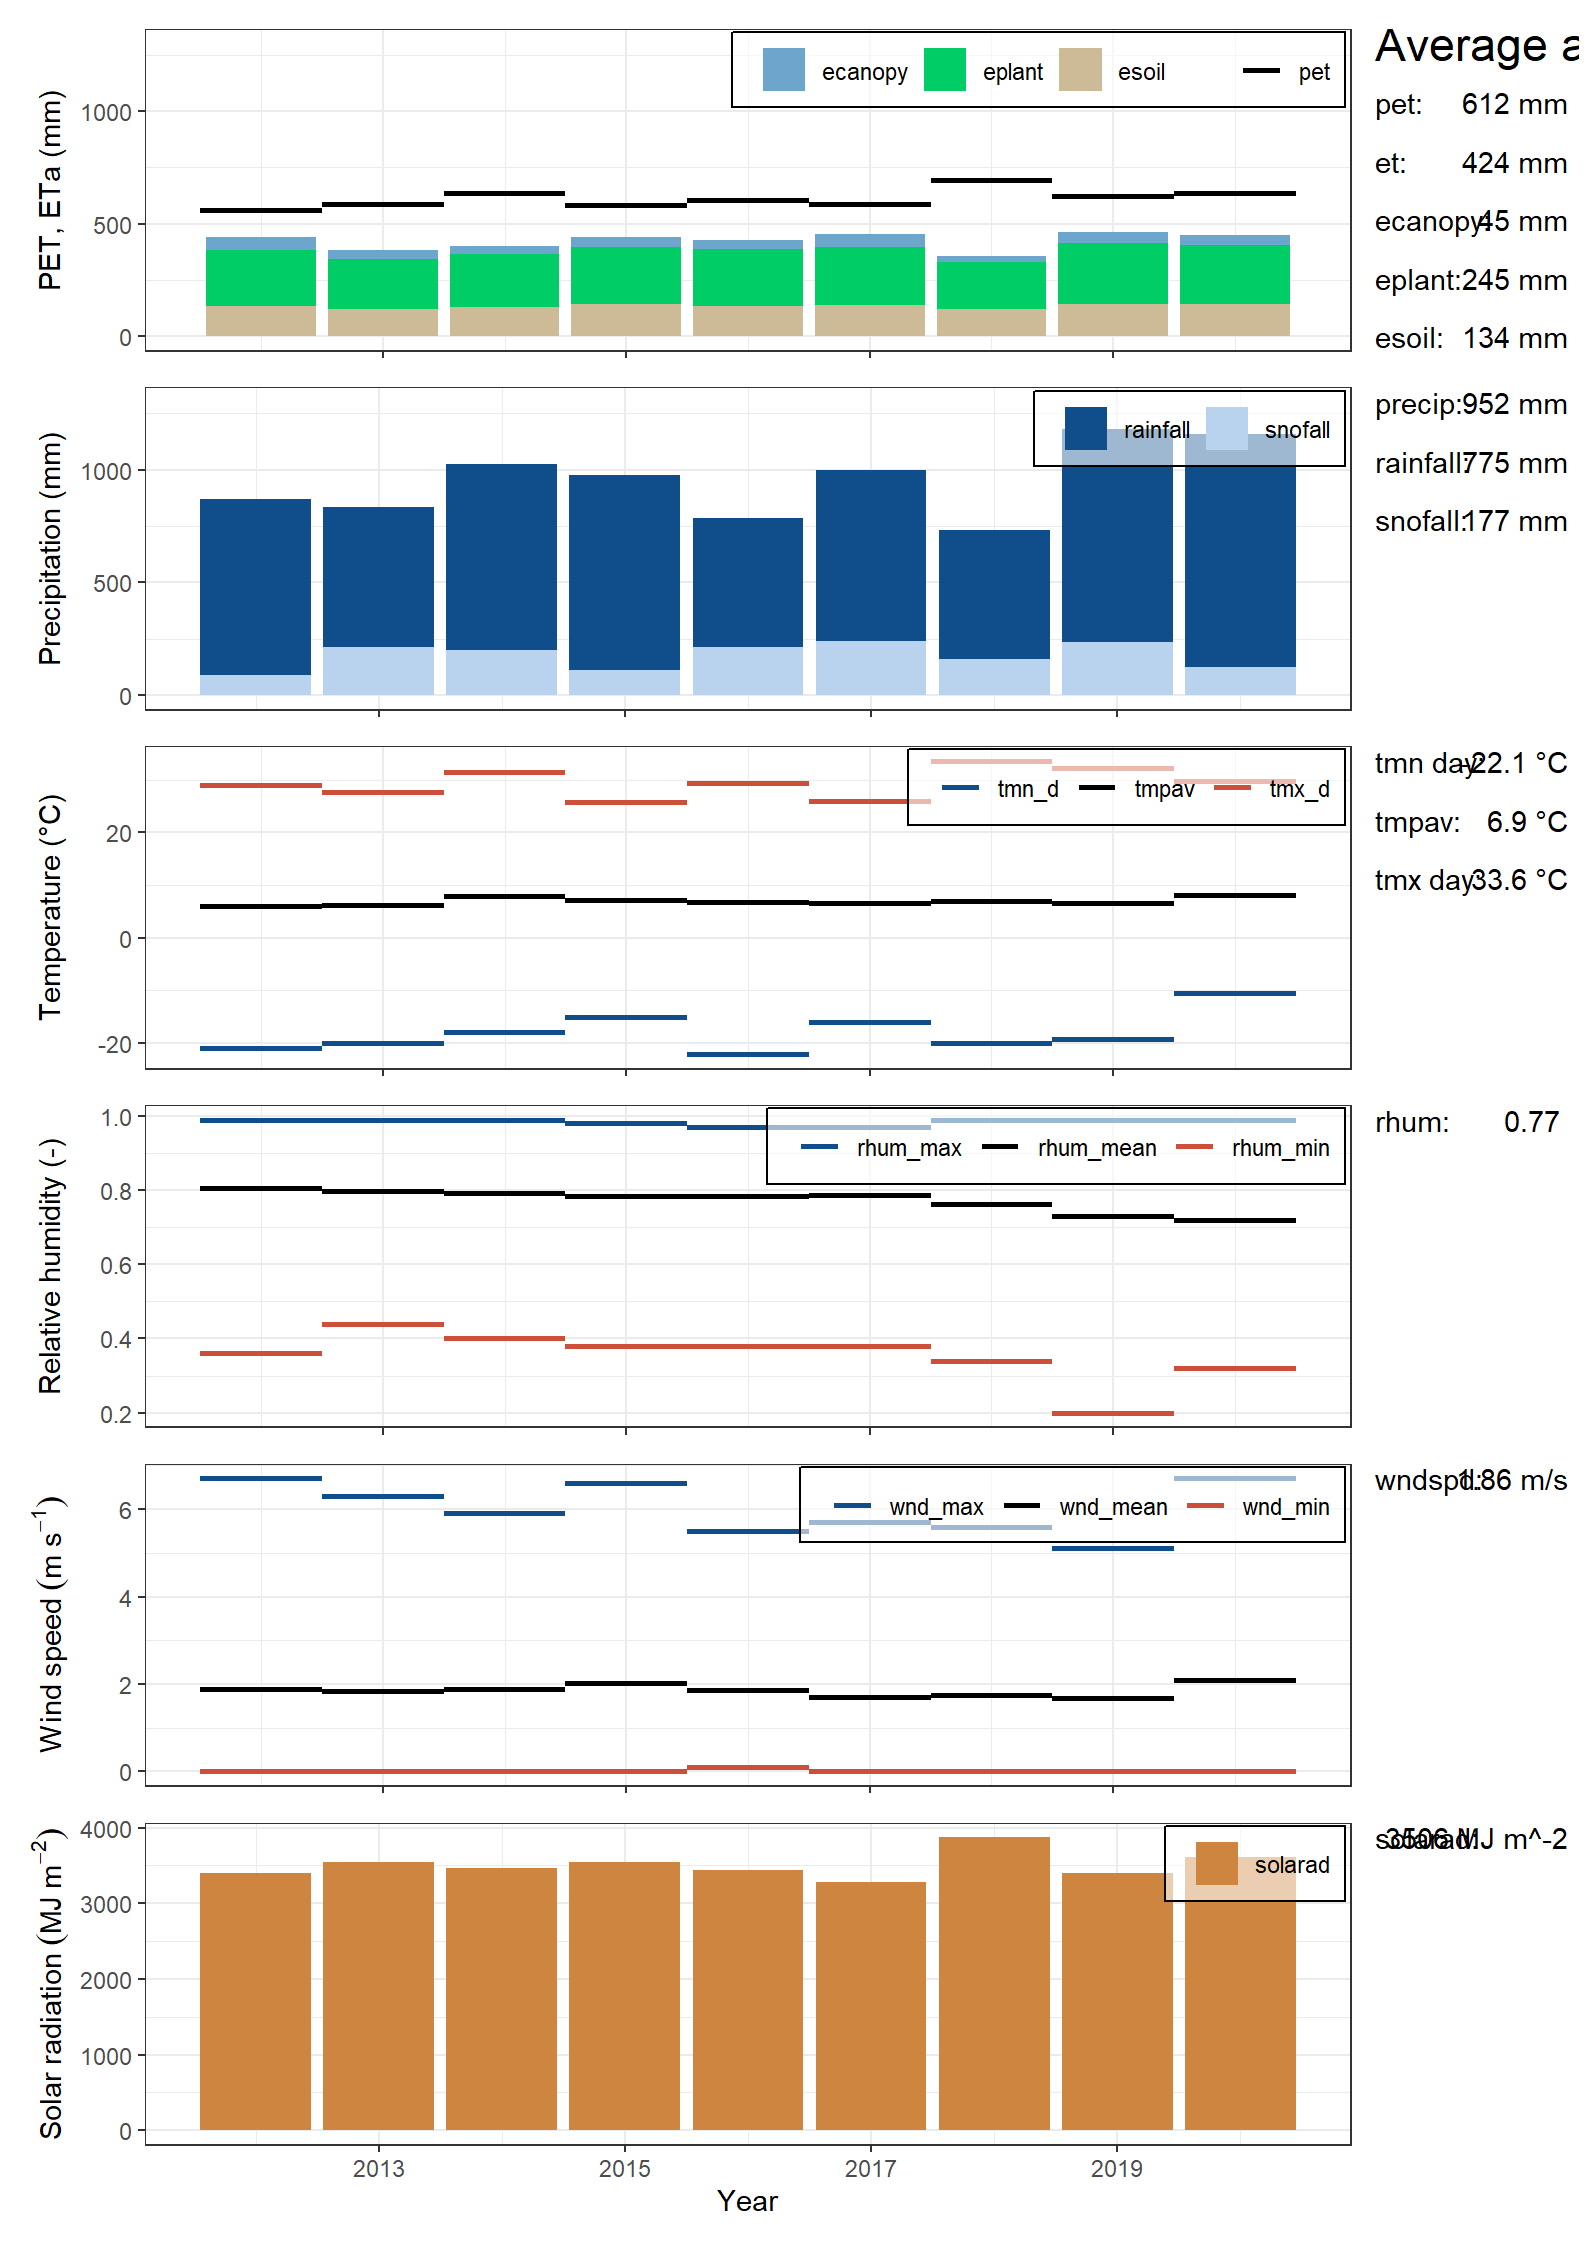 ecanopy eplant esoil pet
PET, ETa (mm)
1000
500
0
Average a
pet: 612 mm
et: 424 mm
ecanopy: 45 mm
eplant: 245 mm
esoil: 134 mm
rainfall snofall
Precipitation (mm)
1000
500
0
precip: 952 mm
rainfall: 775 mm
snofall: 177 mm
tmn_d tmpav tmx_d
Temperature (°C)
20
0
-20
tmn day: -22.1 °C
tmpav: 6.9 °C
tmx day: 33.6 °C
rhum_max rhum_mean rhum_min
Relative humidity (-)
1.0
0.8
0.6
0.4
0.2
rhum: 0.77
wnd_max wnd_mean wnd_min
Wind speed (m s⁻¹)
6
4
2
0
wndspd: 1.86 m/s
solarad
Solar radiation (MJ m⁻²)
4000
3000
2000
1000
0
solarad: 3506 MJ m^-2
2013 2015 2017 2019
Year